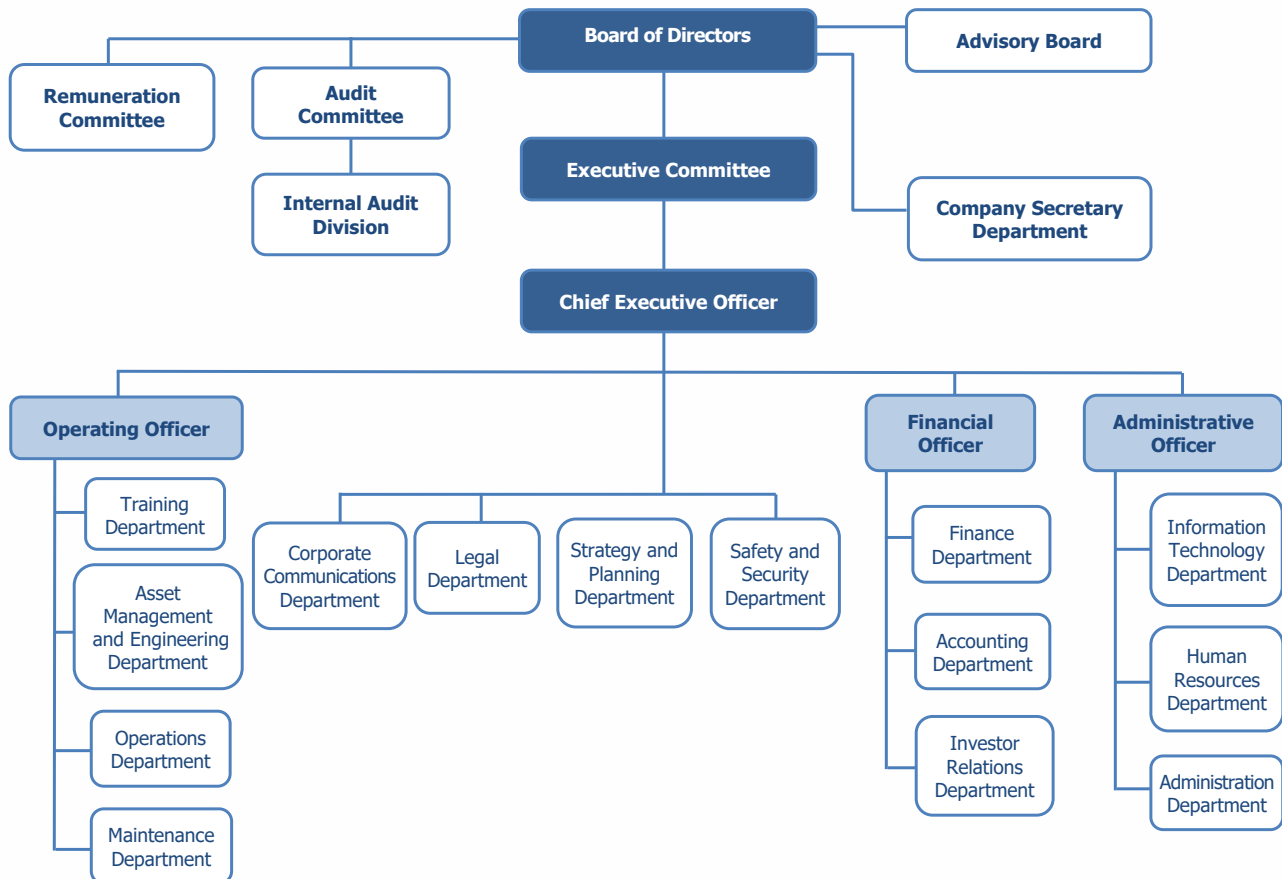 Board of Directors
Advisory Board
Remuneration
Committee
Audit
Committee
Executive Committee
Internal Audit
Division
Company Secretary
Department
Chief Executive Officer
Operating Officer
Financial
Officer
Administrative
Officer
Training
Department
Asset
Management
and Engineering
Department
Operations
Department
Maintenance
Department
Corporate
Communications
Department
Legal
Department
Strategy and
Planning
Department
Safety and
Security
Department
Finance
Department
Accounting
Department
Investor
Relations
Department
Information
Technology
Department
Human
Resources
Department
Administration
Department